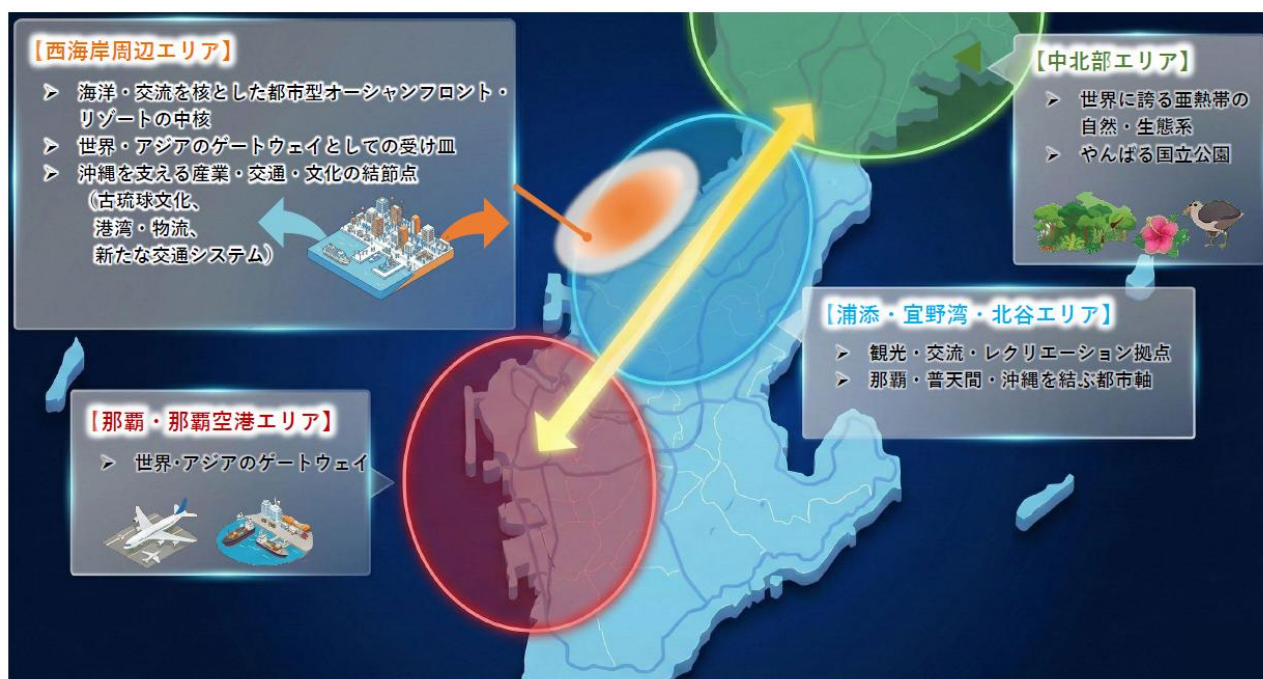 【西海岸周辺エリア】
➢ 海洋・交流を核とした都市型オーシャンフロント・
リゾートの中核
➢ 世界・アジアのゲートウェイとしての受け皿
➢ 沖縄を支える産業・交通・文化の結節点
（古琉球文化、
港湾・物流、
新たな交通システム）
【中北部エリア】
➢ 世界に誇る亜熱帯の
自然・生態系
➢ やんばる国立公園
【浦添・宜野湾・北谷エリア】
➢ 観光・交流・レクリエーション拠点
➢ 那覇・普天間・沖縄を結ぶ都市軸
【那覇・那覇空港エリア】
➢ 世界・アジアのゲートウェイ